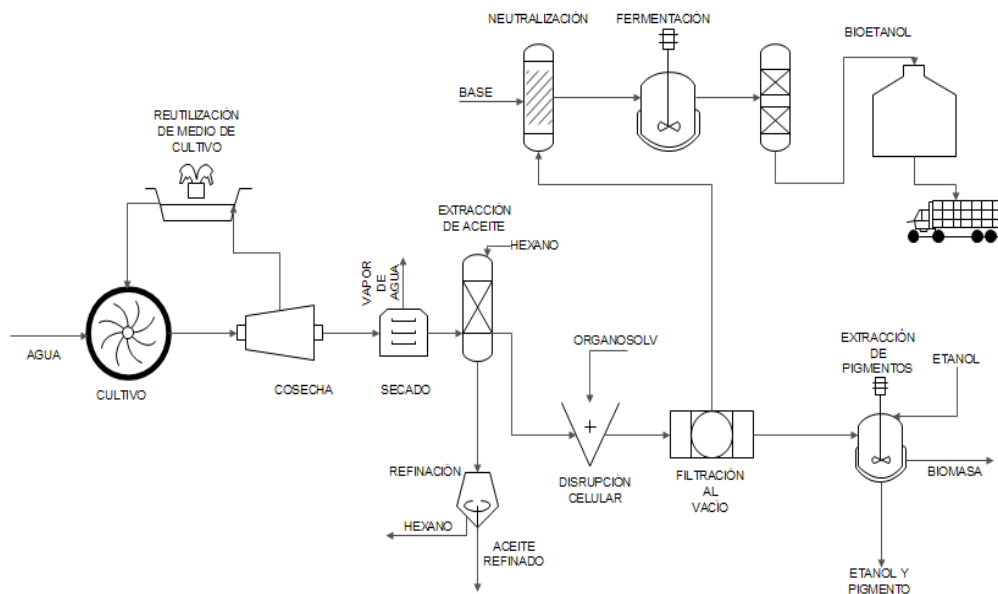 NEUTRALIZACIÓN
FERMENTACIÓN
BIOETANOL
BASE
REUTILIZACIÓN
DE MEDIO DE
CULTIVO
EXTRACCIÓN
DE ACEITE
HEXANO
VAPOR
DE
AGUA
AGUA
CULTIVO
COSECHA
SECADO
ORGANOSOLV
EXTRACCIÓN
DE
PIGMENTOS
ETANOL
REFINACIÓN
DISRUPCIÓN
CELULAR
FILTRACIÓN
AL
VACÍO
BIOMASA
HEXANO
ACEITE
REFINADO
ETANOL Y
PIGMENTO